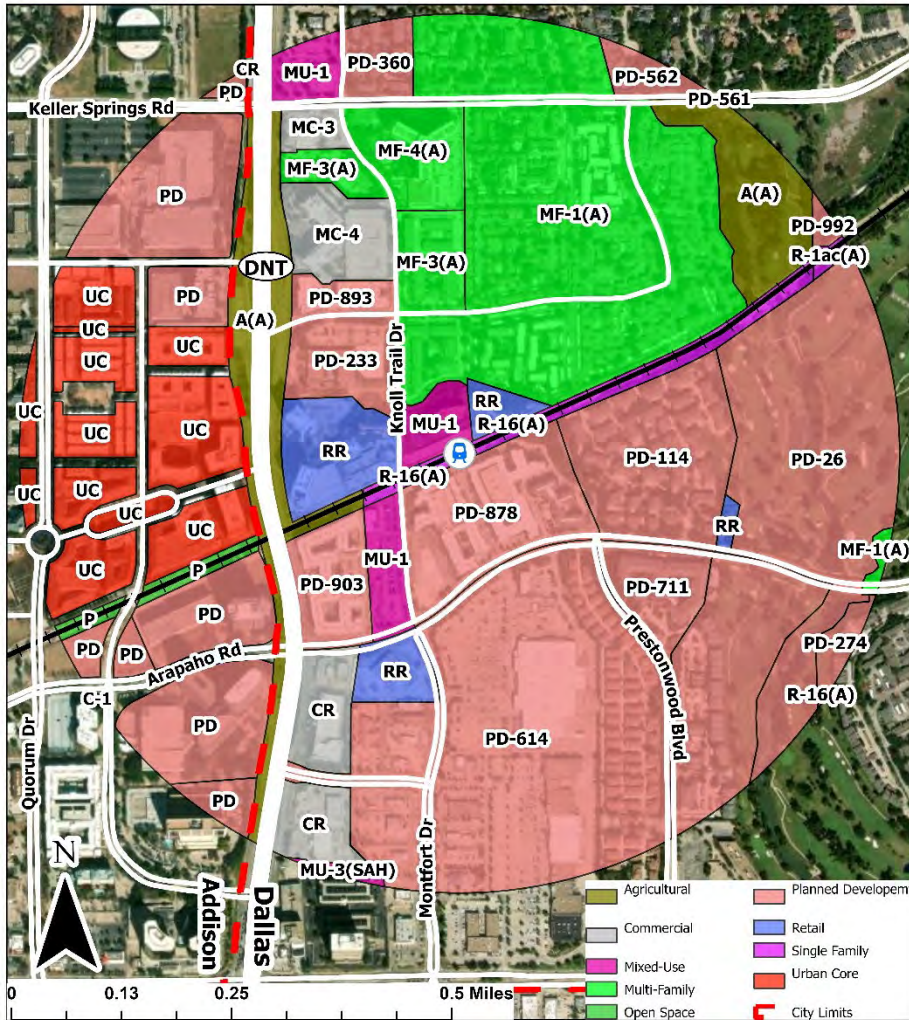 CR
MU-1
PD-360
PD-562
PD
PD-561
Keller Springs Rd
MC-3
MF-4(A)
MF-3(A)
PD
A(A)
MF-1(A)
MC-4
PD-992
MF-3(A)
R-1ac(A)
DNT
UC
PD
PD-893
UC
A(A)
UC
UC
PD-233
Knoll Trail Dr
UC
RR
UC
MU-1
R-16(A)
UC
UC
RR
PD-114
PD-26
R-16(A)
UC
UC
PD-878
RR
UC
UC
MF-1(A)
UC
MU-1
P
PD-903
PD-711
P
PD
PD
PD
Prestonwood Blvd
PD-274
Arapaho Rd
RR
C-1
R-16(A)
CR
PD
PD-614
Quorum Dr
PD
CR
N
MU-3(SAH)
Montfort Dr
Addison
Dallas
Agricultural
Planned Developmen
Commercial
Retail
Single Family
Mixed-Use
Urban Core
Multi-Family
Open Space
City Limits
0
0.13
0.25
0.5 Miles